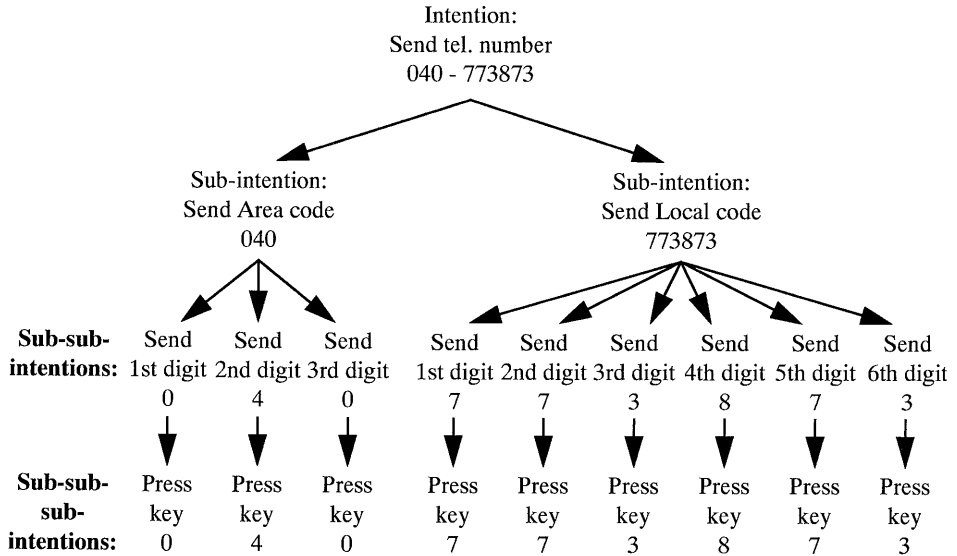 Intention:
Send tel. number
040 - 773873
Sub-intention:
Send Area code
040
Sub-intention:
Send Local code
773873
Sub-sub- Send Send Send Send Send Send Send Send Send
intentions: 1st digit 2nd digit 3rd digit 1st digit 2nd digit 3rd digit 4th digit 5th digit 6th digit
0 4 0 7 7 3 8 7 3
Sub-sub- Press Press Press Press Press Press Press Press Press
sub- key key key key key key key key key
intentions: 0 4 0 7 7 3 8 7 3